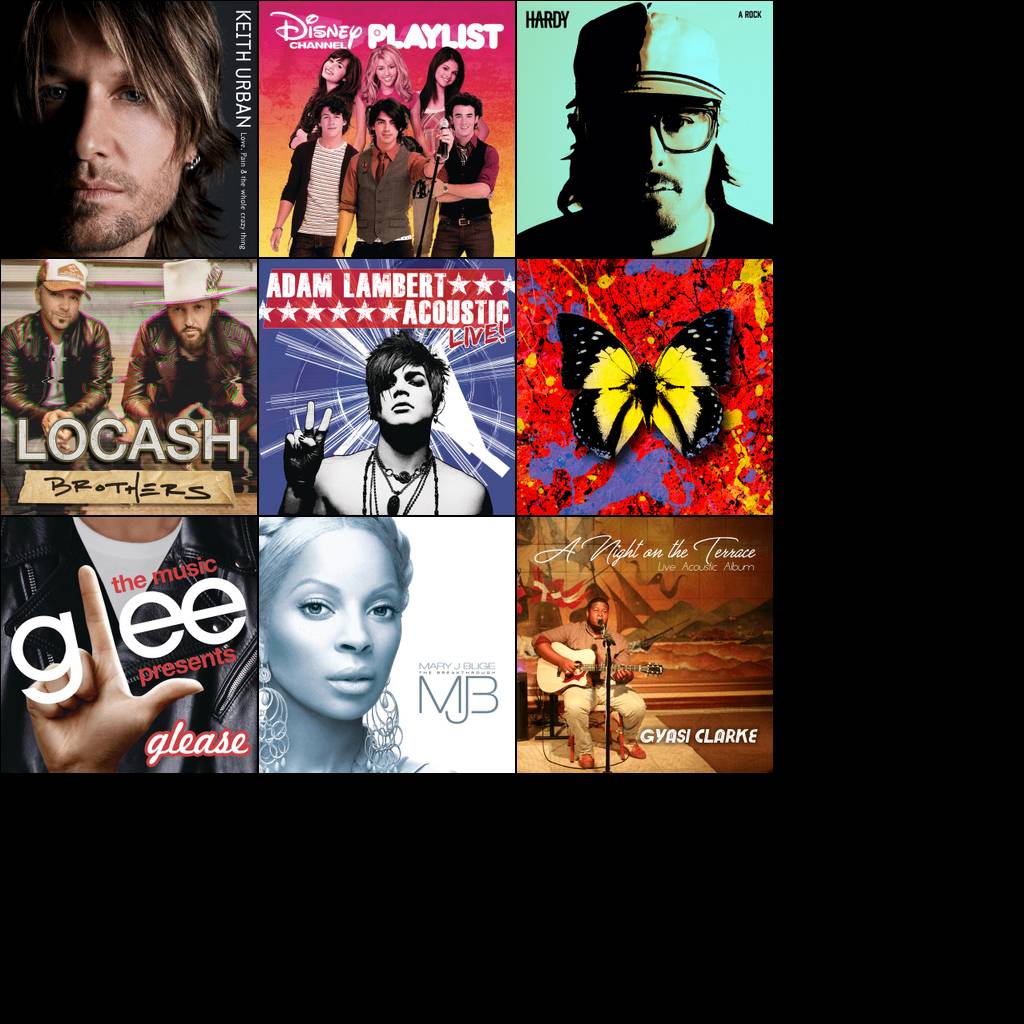 KEITH URBAN
Love, Pain & the whole crazy thing
Disney
CHANNEL
PLAYLIST
HARDY
A ROCK
LOCASH
BROTHERS
ADAM LAMBERT
ACOUSTIC
LIVE!
the music
glee
presents
glease
MARY J BLIGE
THE BREAKTHROUGH
MJB
A Night on the Terrace
Live Acoustic Album
GYASI CLARKE